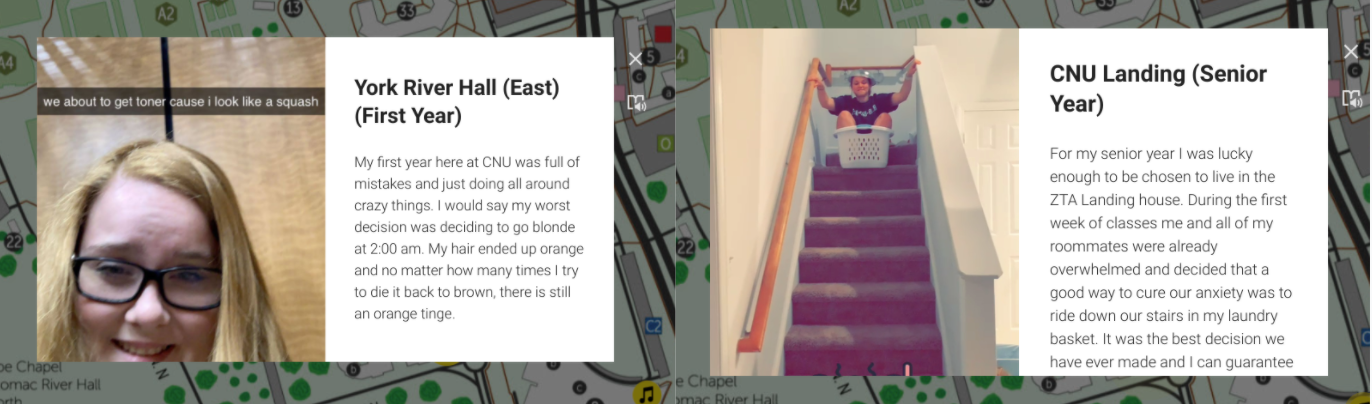 A2
13
33
A4
5
c
a
we about to get toner cause i look like a squash
York River Hall (East)
(First Year)
My first year here at CNU was full of
mistakes and just doing all around
crazy things. I would say my worst
decision was deciding to go blonde
at 2:00 am. My hair ended up orange
and no matter how many times I try
to die it back to brown, there is still
an orange tinge.
22
C2
b
c
N
pe Chapel
omac River Hall
orth
A2
13
33
5
c
a
CNU Landing (Senior
Year)
For my senior year I was lucky
enough to be chosen to live in the
ZTA Landing house. During the first
week of classes me and all of my
roommates were already
overwhelmed and decided that a
good way to cure our anxiety was to
ride down our stairs in my laundry
basket. It was the best decision we
have ever made and I can guarantee
22
b
c
N
e Chapel
omac River Hall
rth